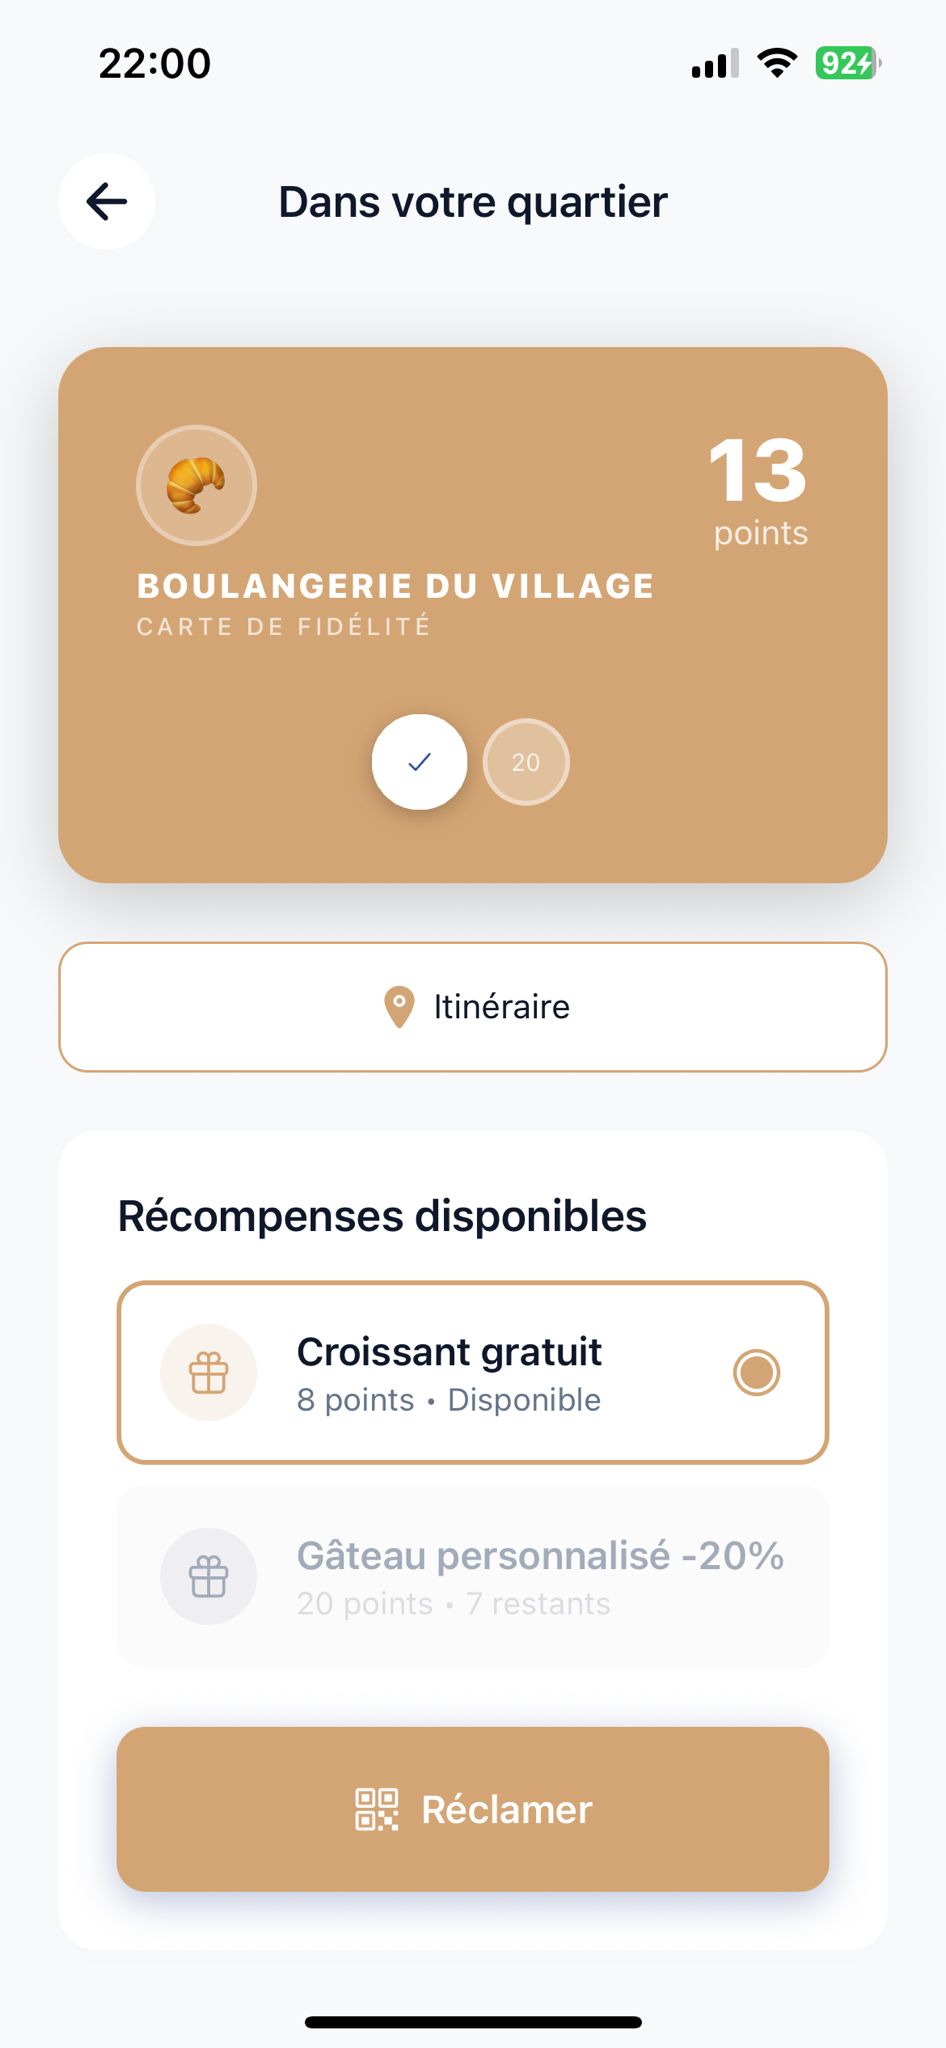 22:00
92
Dans votre quartier
13
points
BOULANGERIE DU VILLAGE
CARTE DE FIDÉLITÉ
20
Itinéraire
Récompenses disponibles
Croissant gratuit
8 points • Disponible
Gâteau personnalisé -20%
20 points • 7 restants
Réclamer